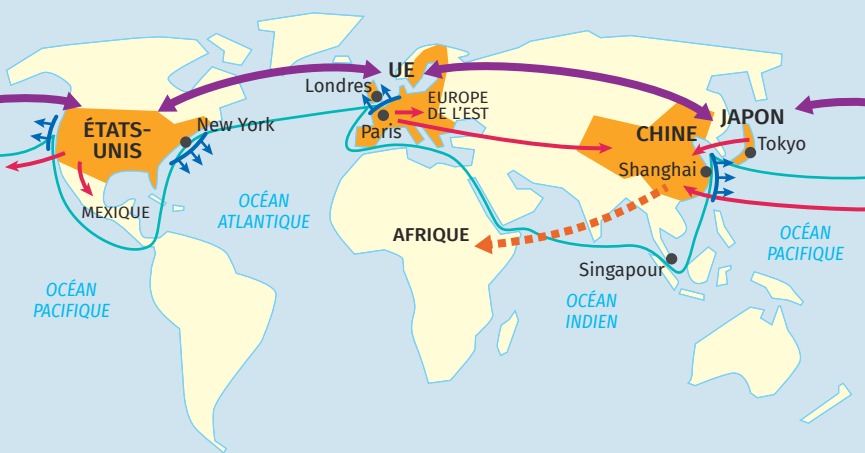 UE
Londres
EUROPE
DE L'EST
ÉTATS-
UNIS
New York
Paris
CHINE
JAPON
Tokyo
Shanghai
MEXIQUE
OCÉAN
ATLANTIQUE
AFRIQUE
OCÉAN
PACIFIQUE
Singapour
OCÉAN
PACIFIQUE
OCÉAN
INDIEN